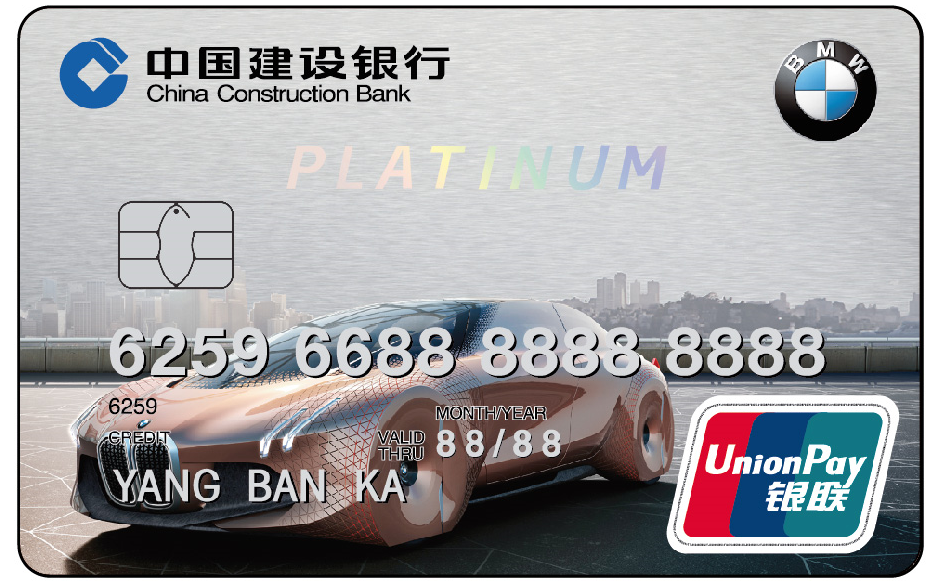 中国建设银行
China Construction Bank
BMW
PLATINUM
6259 6688 8888 8888
6259
MONTH/YEAR
CREDIT
VALID THRU
88/88
YANG BAN KA
UnionPay
银联